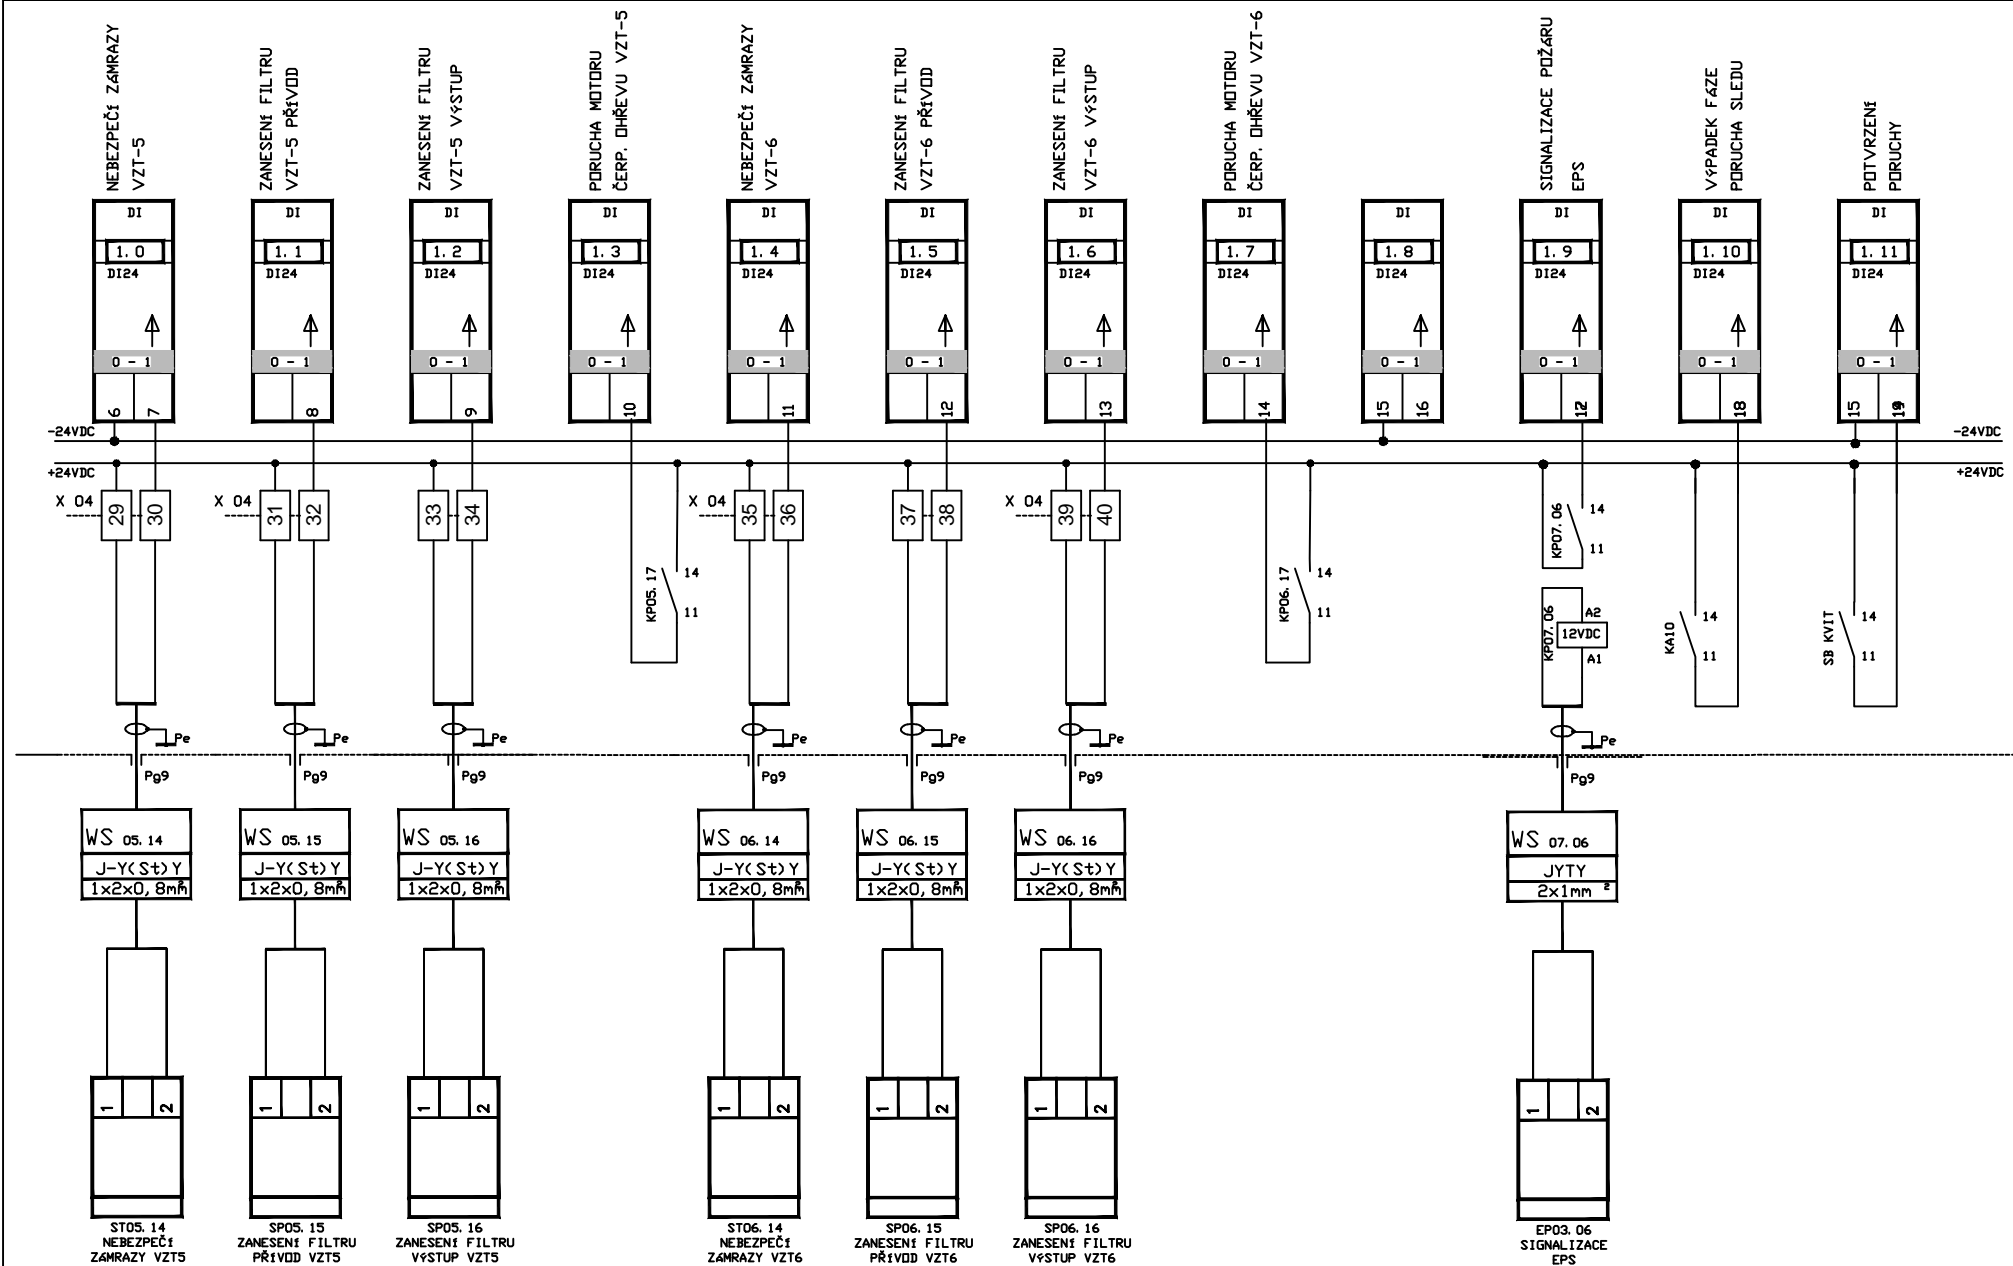 NEBEZPEČÍ ZÁMRAZY
VZT-5
ZANESENÍ FILTRU
VZT-5 PŘÍVOD
ZANESENÍ FILTRU
VZT-5 VÝSTUP
PORUCHA MOTORU
ČERP. OHŘEVU VZT-5
NEBEZPEČÍ ZÁMRAZY
VZT-6
ZANESENÍ FILTRU
VZT-6 PŘÍVOD
ZANESENÍ FILTRU
VZT-6 VÝSTUP
PORUCHA MOTORU
ČERP. OHŘEVU VZT-6
SIGNALIZACE POŽÁRU
EPS
VÝPADEK FÁZE
PORUCHA SLEDU
POTVRZENÍ
PORUCHY
DI DI DI DI DI DI DI DI DI DI DI DI
1.0 1.1 1.2 1.3 1.4 1.5 1.6 1.7 1.8 1.9 1.10 1.11
DI24 DI24 DI24 DI24 DI24 DI24 DI24 DI24 DI24 DI24 DI24 DI24
0 - 1 0 - 1 0 - 1 0 - 1 0 - 1 0 - 1 0 - 1 0 - 1 0 - 1 0 - 1 0 - 1 0 - 1
6 7 8 9 10 11 12 13 14 15 16 18 15
-24VDC -24VDC
+24VDC +24VDC
X 04 29 30 X 04 31 32 33 34 X 04 35 36 37 38 X 04 39 40
KP05.17 14 11
KP06.17 14 11
KP07.06 14 11
KP07.06 A2 12VDC A1
KA10 14 11
SB KVIT 14 11
Pe Pe Pe Pe Pe Pe Pe
Pg9 Pg9 Pg9 Pg9 Pg9 Pg9 Pg9
WS 05.14 WS 05.15 WS 05.16 WS 06.14 WS 06.15 WS 06.16 WS 07.06
J-Y(St)Y J-Y(St)Y J-Y(St)Y J-Y(St)Y J-Y(St)Y J-Y(St)Y JYTY
1x2x0,8mm² 1x2x0,8mm² 1x2x0,8mm² 1x2x0,8mm² 1x2x0,8mm² 1x2x0,8mm² 2x1mm²
1 2 1 2 1 2 1 2 1 2 1 2 1 2
ST05.14
NEBEZPEČÍ
ZÁMRAZY VZT5
SP05.15
ZANESENÍ FILTRU
PŘÍVOD VZT5
SP05.16
ZANESENÍ FILTRU
VÝSTUP VZT5
ST06.14
NEBEZPEČÍ
ZÁMRAZY VZT6
SP06.15
ZANESENÍ FILTRU
PŘÍVOD VZT6
SP06.16
ZANESENÍ FILTRU
VÝSTUP VZT6
EP03.06
SIGNALIZACE
EPS